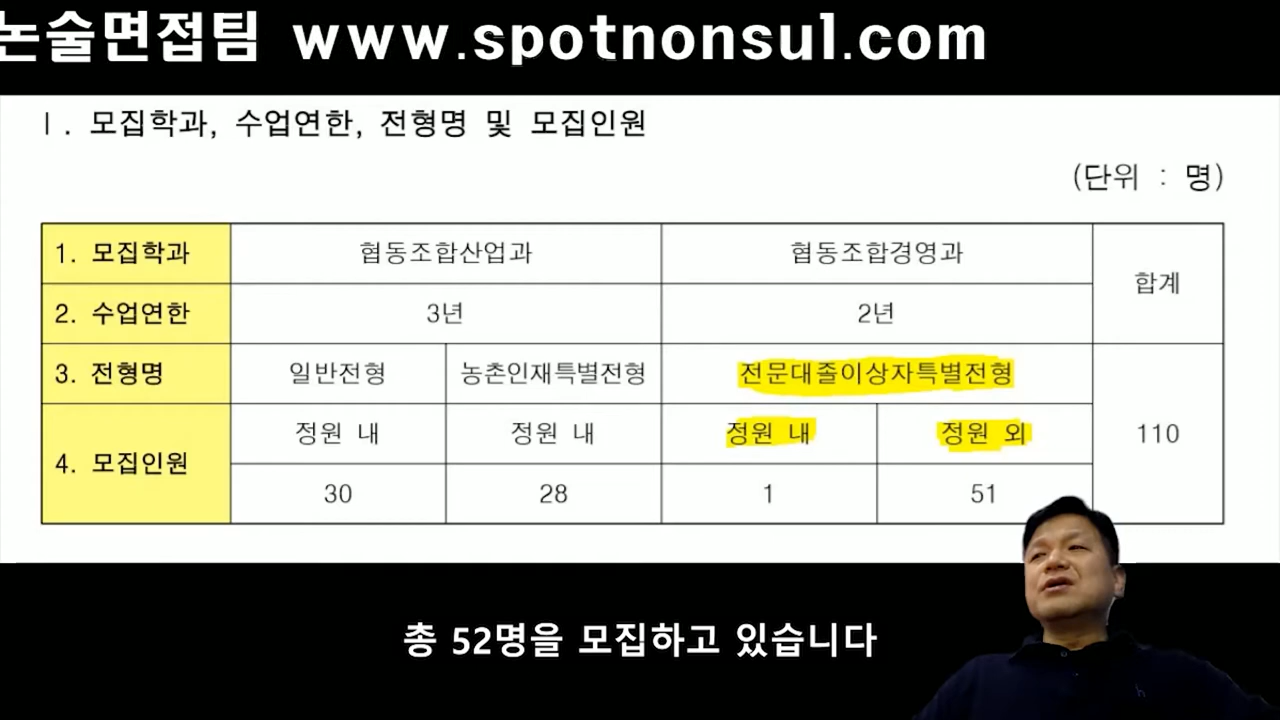 논술면접팀 www.spotnonsul.com
Ⅰ. 모집학과, 수업연한, 전형명 및 모집인원
(단위 : 명)
1. 모집학과 협동조합산업과 협동조합경영과 합계
2. 수업연한 3년 2년
3. 전형명 일반전형 농촌인재특별전형 전문대졸이상자특별전형
4. 모집인원 정원 내 정원 내 정원 내 정원 외 110
30 28 1 51
총 52명을 모집하고 있습니다